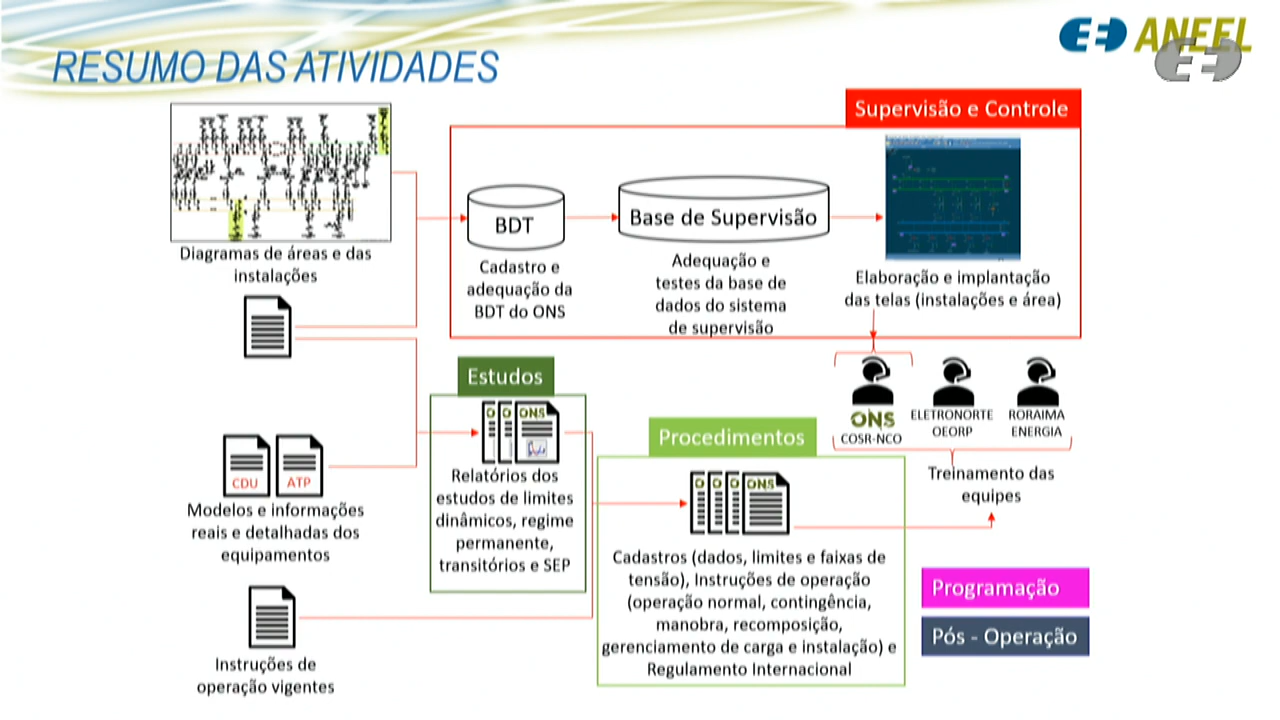 RESUMO DAS ATIVIDADES
ANEEL
Supervisão e Controle
Diagramas de áreas e das
instalações
BDT
Cadastro e
adequação da
BDT do ONS
Base de Supervisão
Adequação e
testes da base de
dados do sistema
de supervisão
Elaboração e implantação
das telas (instalações e área)
Estudos
ONS
Relatórios dos
estudos de limites
dinâmicos, regime
permanente,
transitórios e SEP
CDU
ATP
Modelos e informações
reais e detalhadas dos
equipamentos
Instruções de
operação vigentes
Procedimentos
ONS
Cadastros (dados, limites e faixas de
tensão), Instruções de operação
(operação normal, contingência,
manobra, recomposição,
gerenciamento de carga e instalação) e
Regulamento Internacional
ONS
COSR-NCO
ELETRONORTE
OEORP
RORAIMA
ENERGIA
Treinamento das
equipes
Programação
Pós - Operação